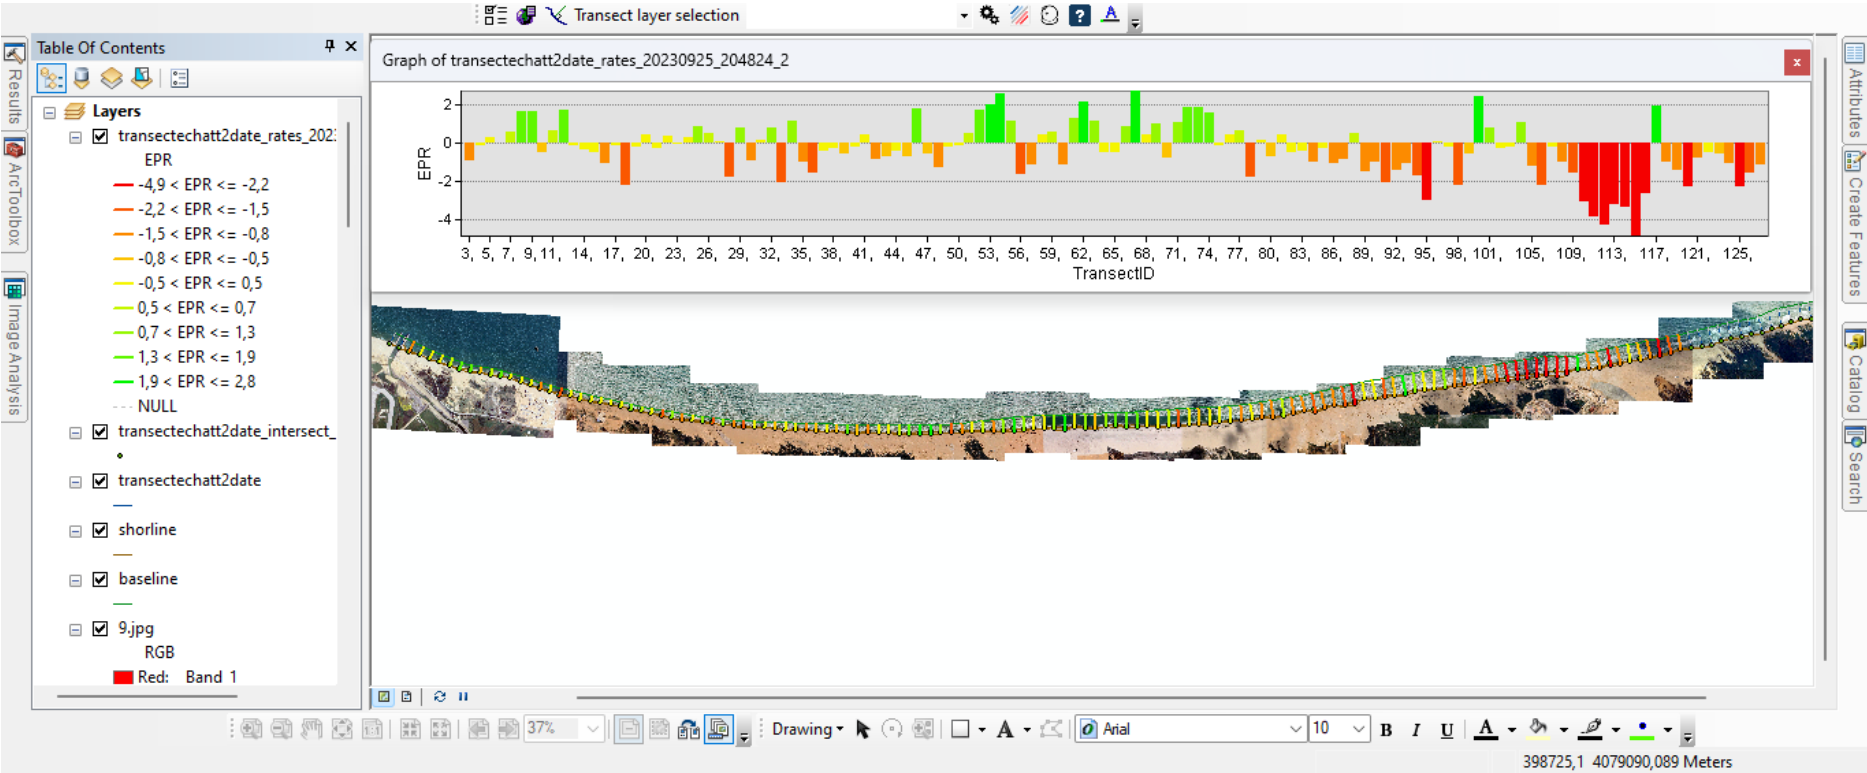 Transect layer selection
Table Of Contents
Layers
transectechatt2date_rates_202
EPR
-4,9 < EPR <= -2,2
-2,2 < EPR <= -1,5
-1,5 < EPR <= -0,8
-0,8 < EPR <= -0,5
-0,5 < EPR <= 0,5
0,5 < EPR <= 0,7
0,7 < EPR <= 1,3
1,3 < EPR <= 1,9
1,9 < EPR <= 2,8
NULL
transectechatt2date_intersect_
transectechatt2date
shorline
baseline
9.jpg
RGB
Red: Band 1
Results
ArcToolbox
Image Analysis
Graph of transectechatt2date_rates_20230925_204824_2
x
2
0
-2
-4
EPR
3, 5, 7, 9, 11, 14, 17, 20, 23, 26, 29, 32, 35, 38, 41, 44, 47, 50, 53, 56, 59, 62, 65, 68, 71, 74, 77, 80, 83, 86, 89, 92, 95, 98, 101, 105, 109, 113, 117, 121, 125,
TransectID
Attributes
Create Features
Catalog
Search
37%
Drawing
A
Arial
10
B I U A
398725,1 4079090,089 Meters